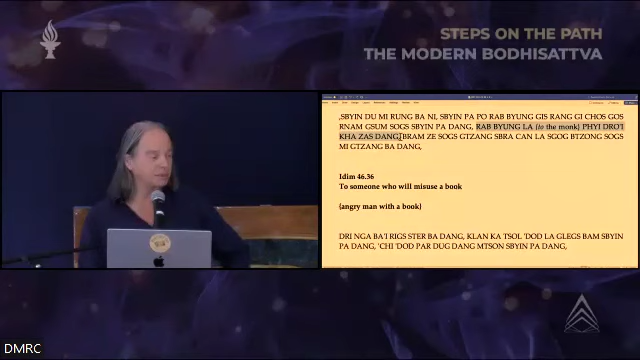 STEPS ON THE PATH
THE MODERN BODHISATTVA
,SBYIN DU MI RUNG BA NI, SBYIN PA PO RAB BYUNG GIS RANG GI CHOS GOS
RNAM GSUM SOGS SBYIN PA DANG, RAB BYUNG LA {to the monk} PHYI DRO'I
KHA ZAS DANG, BRAM ZE SOGS GTZANG SBRA CAN LA SGOG BTZONG SOGS
MI GTZANG BA DANG,
Idim 46.36
To someone who will misuse a book
{angry man with a book}
DRI NGA BA'I RIGS STER BA DANG, KLAN KA TSOL 'DOD LA GLEGS BAM SBYIN
PA DANG, 'CHI 'DOD PAR DUG DANG MTSON SBYIN PA DANG,
DMRC